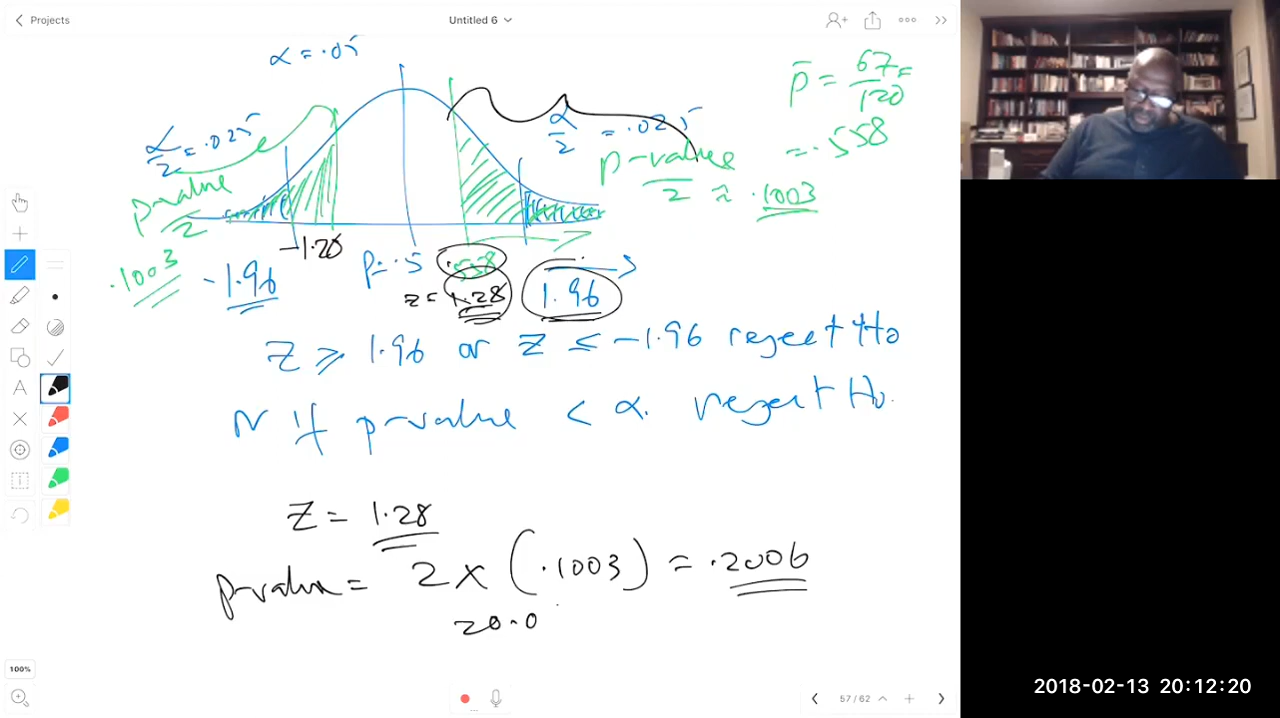 Projects
Untitled 6
α = .05
p̄ = 67/120 =
= .558
α/2 = .025
α/2 = .025
p-value/2 ≈ .1003
p-value/2
.1003
-1.96
-1.28
p = .5
.558
z = 1.28
1.96
Z ≥ 1.96 or Z ≤ -1.96 reject Ho
if p-value < α. reject Ho.
Z = 1.28
p-value = 2 x (.1003) = .2006
20.0
100%
57 / 62
2018-02-13 20:12:20